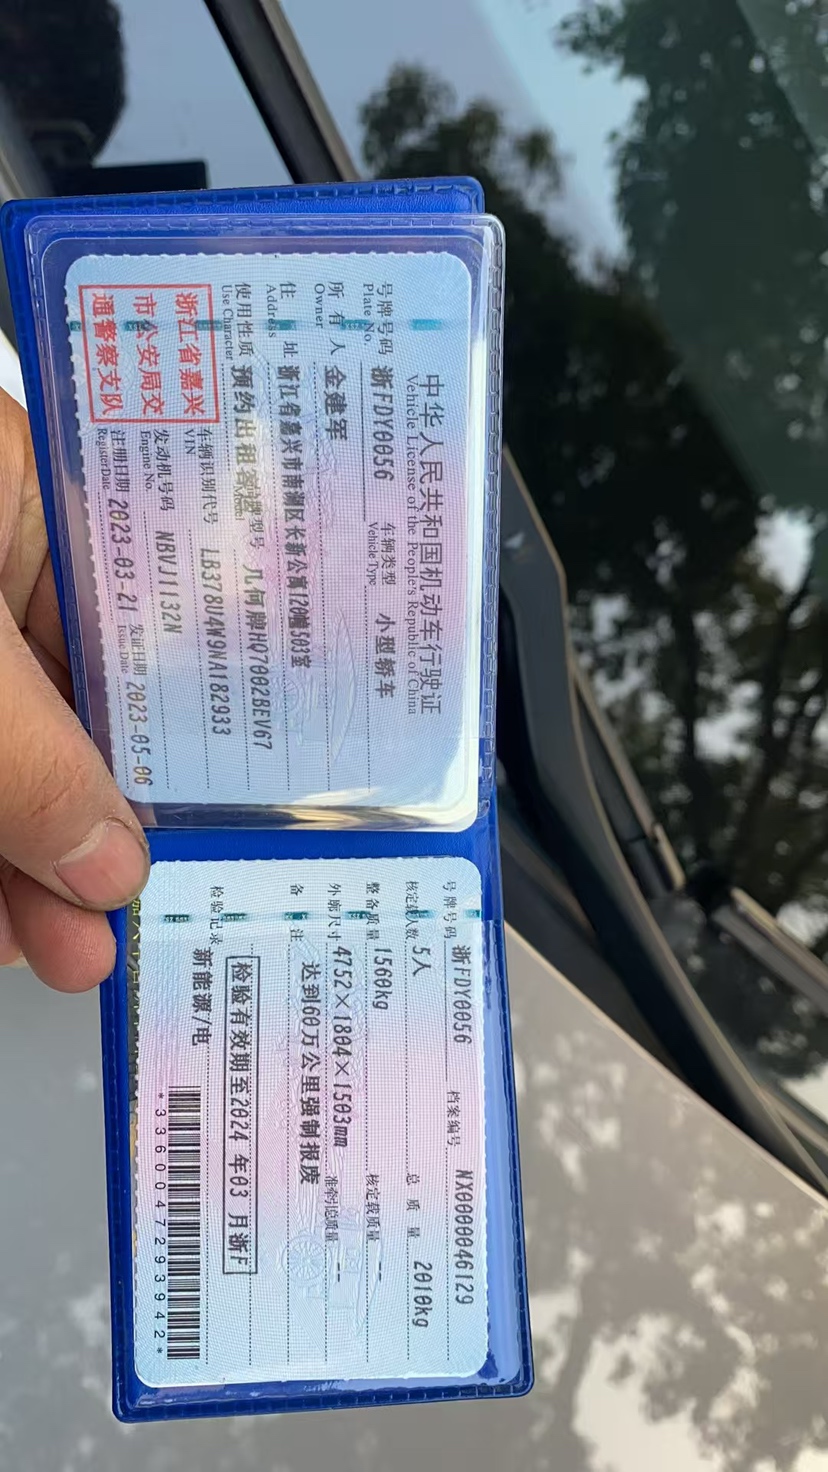 中华人民共和国机动车行驶证
Vehicle License of the People's Republic of China
号牌号码 浙FDY0056 车辆类型 小型轿车
Plate No. Vehicle Type
所有人 金建军
Owner
住址 浙江省嘉兴市南湖区长新公寓120幢503室
Address
使用性质 预约出租客运 品牌型号 几何牌HQ7002BEV67
Use Character Model
浙江省嘉兴
市公安局交
通警察支队
车辆识别代号 LB378U4W9NA182933
VIN
发动机号码 NBVJ1132N
Engine No.
注册日期 2023-03-21 发证日期 2023-05-06
Register Date Issue Date
号牌号码 浙FDY0056 档案编号 NX0000046129
核定载人数 5人 总质量 2010kg
整备质量 1560kg 核定载质量 --
外廓尺寸 4752×1804×1503mm 准牵引总质量 --
备注 达到60万公里强制报废
检验有效期至2024年03月浙F
检验记录 新能源/电
*3360047293942*